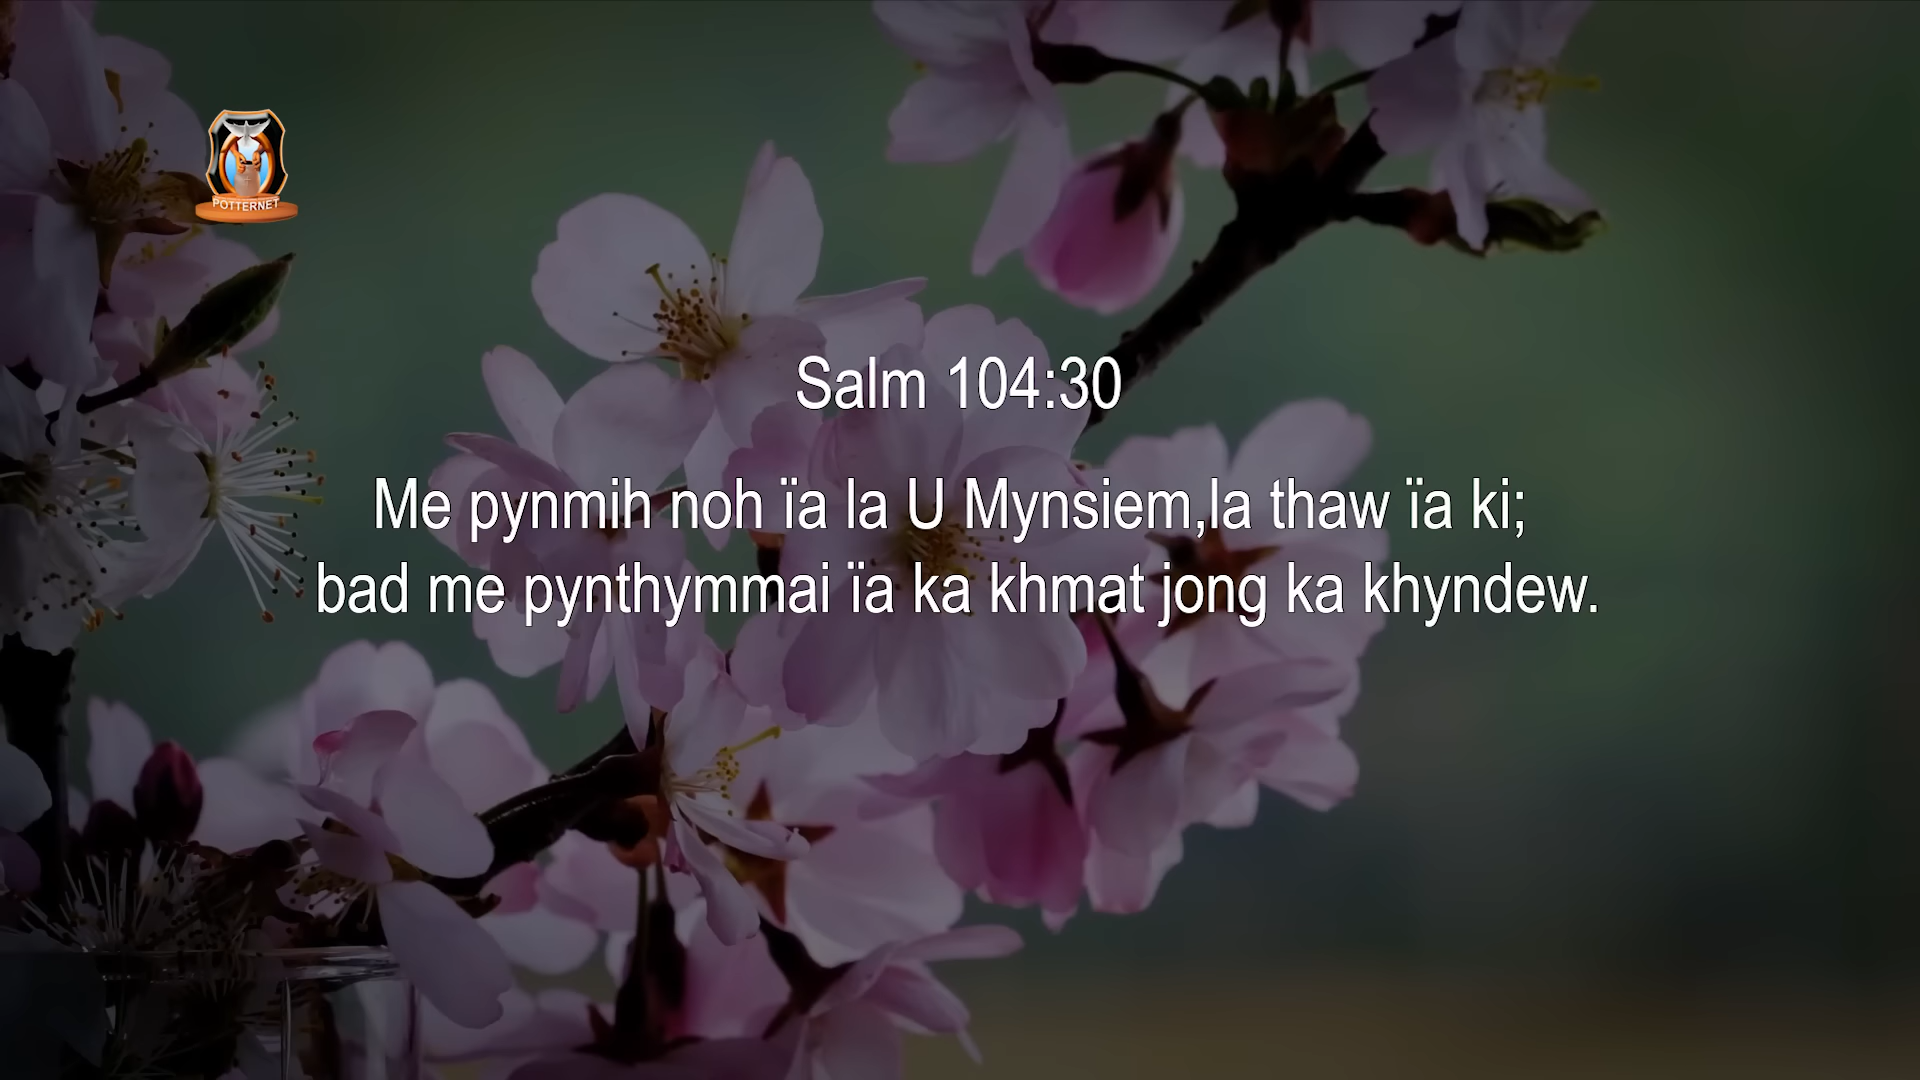 POTTERNET
Salm 104:30
Me pynmih noh ïa la U Mynsiem,la thaw ïa ki;
bad me pynthymmai ïa ka khmat jong ka khyndew.